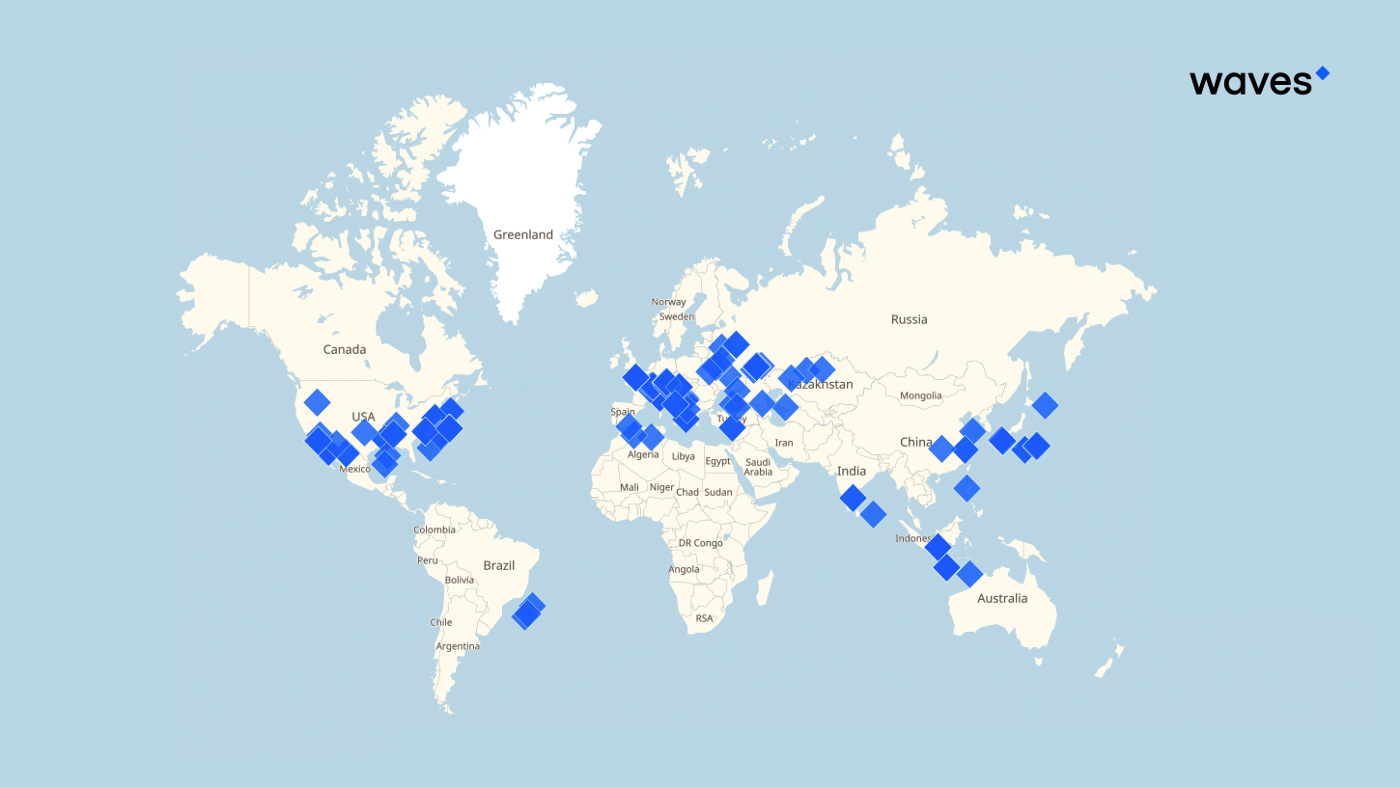 waves
Greenland
Norway
Sweden
Russia
Canada
Kazakhstan
Mongolia
Spain
USA
Turkey
China
Iran
Algeria
Libya
Egypt
Saudi
Arabia
Mexico
India
Mali
Niger
Chad
Sudan
Colombia
Indones
DR Congo
Peru
Brazil
Angola
Bolivia
Australia
Chile
RSA
Argentina